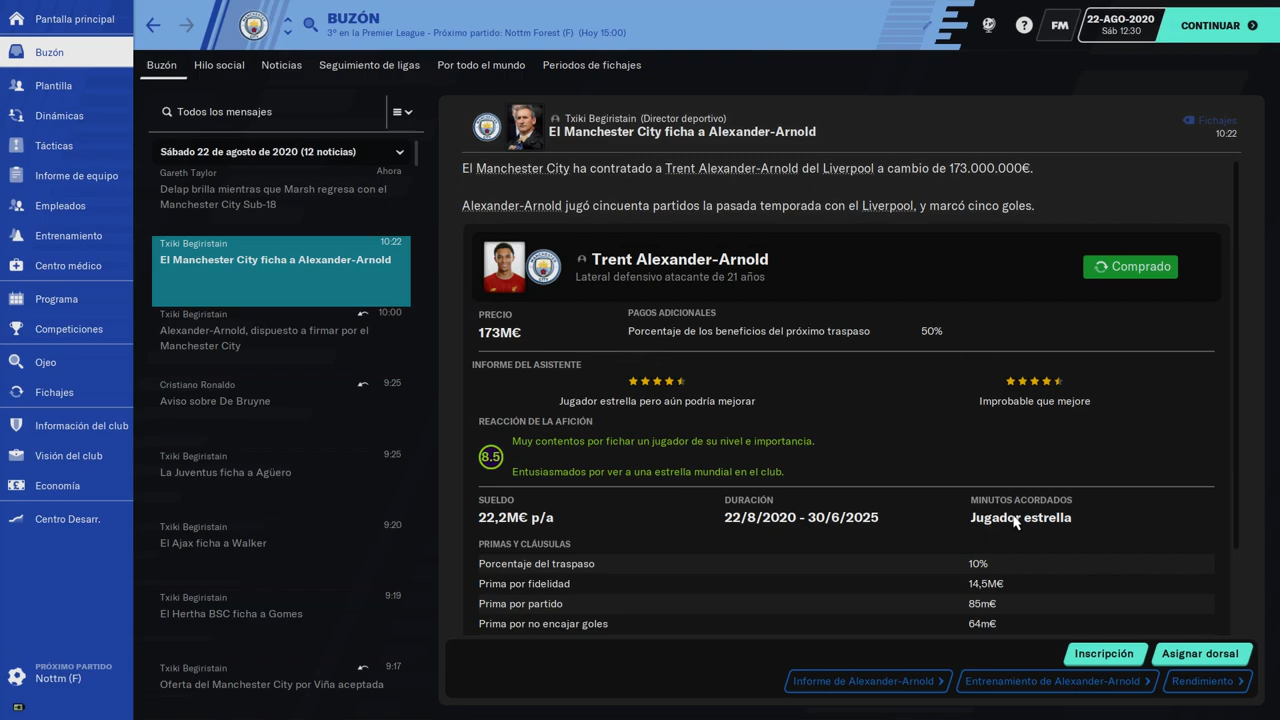 Pantalla principal
Buzón
Plantilla
Dinámicas
Tácticas
Informe de equipo
Empleados
Entrenamiento
Centro médico
Programa
Competiciones
Ojeo
Fichajes
Información del club
Visión del club
Economía
Centro Desarr.
PRÓXIMO PARTIDO
Nottm (F)
BUZÓN
3º en la Premier League - Próximo partido: Nottm Forest (F) (Hoy 15:00)
?
FM
22-AGO-2020
Sáb 12:30
CONTINUAR
Buzón
Hilo social
Noticias
Seguimiento de ligas
Por todo el mundo
Periodos de fichajes
Todos los mensajes
Sábado 22 de agosto de 2020 (12 noticias)
Gareth Taylor
Ahora
Delap brilla mientras que Marsh regresa con el
Manchester City Sub-18
Txiki Begiristain
10:22
El Manchester City ficha a Alexander-Arnold
Txiki Begiristain
10:00
Alexander-Arnold, dispuesto a firmar por el
Manchester City
Cristiano Ronaldo
9:25
Aviso sobre De Bruyne
Txiki Begiristain
9:25
La Juventus ficha a Agüero
Txiki Begiristain
9:20
El Ajax ficha a Walker
Txiki Begiristain
9:19
El Hertha BSC ficha a Gomes
Txiki Begiristain
9:17
Oferta del Manchester City por Viña aceptada
Txiki Begiristain (Director deportivo)
El Manchester City ficha a Alexander-Arnold
Fichajes
10:22
El Manchester City ha contratado a Trent Alexander-Arnold del Liverpool a cambio de 173.000.000€.
Alexander-Arnold jugó cincuenta partidos la pasada temporada con el Liverpool, y marcó cinco goles.
Trent Alexander-Arnold
Lateral defensivo atacante de 21 años
Comprado
PRECIO
173M€
PAGOS ADICIONALES
Porcentaje de los beneficios del próximo traspaso 50%
INFORME DEL ASISTENTE
Jugador estrella pero aún podría mejorar
Improbable que mejore
REACCIÓN DE LA AFICIÓN
8.5
Muy contentos por fichar un jugador de su nivel e importancia.
Entusiasmados por ver a una estrella mundial en el club.
SUELDO
22,2M€ p/a
DURACIÓN
22/8/2020 - 30/6/2025
MINUTOS ACORDADOS
Jugador estrella
PRIMAS Y CLÁUSULAS
Porcentaje del traspaso 10%
Prima por fidelidad 14,5M€
Prima por partido 85m€
Prima por no encajar goles 64m€
Inscripción
Asignar dorsal
Informe de Alexander-Arnold
Entrenamiento de Alexander-Arnold
Rendimiento